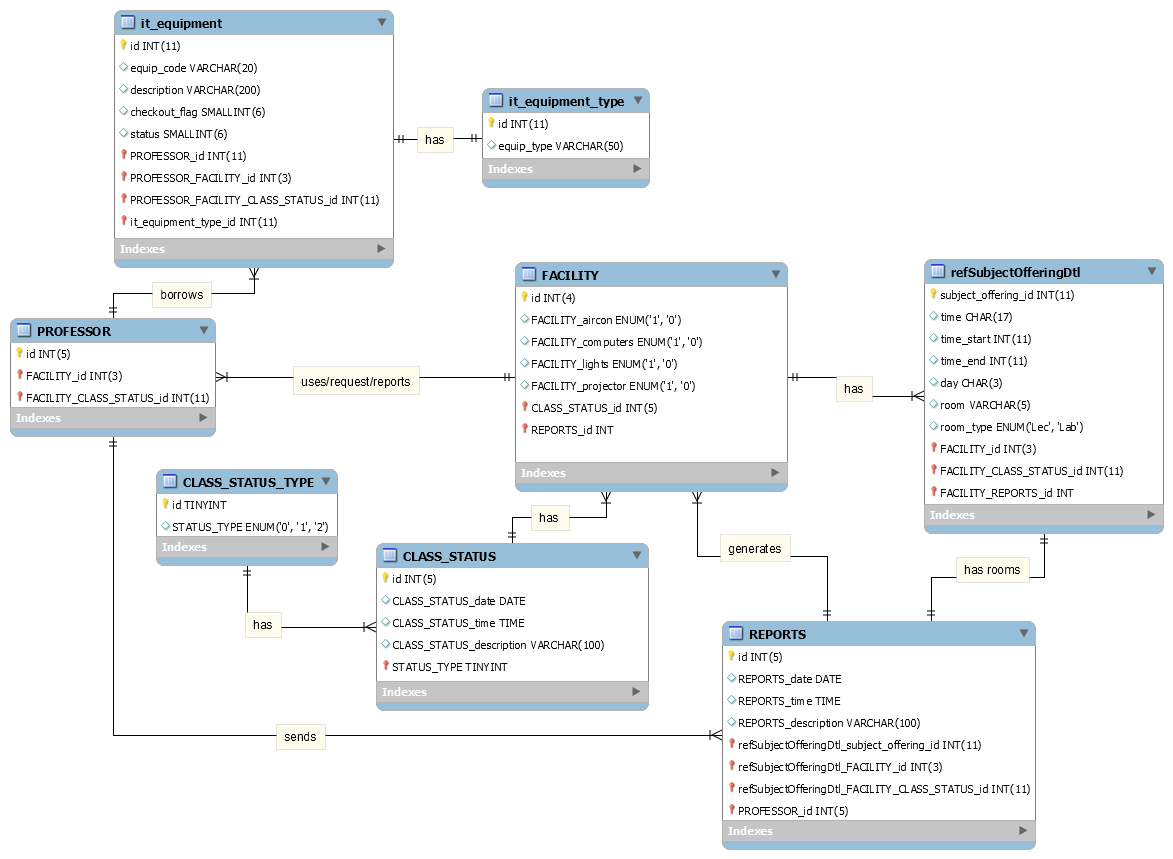 it_equipment
id INT(11)
equip_code VARCHAR(20)
description VARCHAR(200)
checkout_flag SMALLINT(6)
status SMALLINT(6)
PROFESSOR_id INT(11)
PROFESSOR_FACILITY_id INT(3)
PROFESSOR_FACILITY_CLASS_STATUS_id INT(11)
it_equipment_type_id INT(11)
Indexes
has
it_equipment_type
id INT(11)
equip_type VARCHAR(50)
Indexes
borrows
PROFESSOR
id INT(5)
FACILITY_id INT(3)
FACILITY_CLASS_STATUS_id INT(11)
Indexes
uses/request/reports
FACILITY
id INT(4)
FACILITY_aircon ENUM('1', '0')
FACILITY_computers ENUM('1', '0')
FACILITY_lights ENUM('1', '0')
FACILITY_projector ENUM('1', '0')
CLASS_STATUS_id INT(5)
REPORTS_id INT
Indexes
has
refSubjectOfferingDtl
subject_offering_id INT(11)
time CHAR(17)
time_start INT(11)
time_end INT(11)
day CHAR(3)
room VARCHAR(5)
room_type ENUM('Lec', 'Lab')
FACILITY_id INT(3)
FACILITY_CLASS_STATUS_id INT(11)
FACILITY_REPORTS_id INT
Indexes
CLASS_STATUS_TYPE
id TINYINT
STATUS_TYPE ENUM('0', '1', '2')
Indexes
has
has
CLASS_STATUS
id INT(5)
CLASS_STATUS_date DATE
CLASS_STATUS_time TIME
CLASS_STATUS_description VARCHAR(100)
STATUS_TYPE TINYINT
Indexes
generates
has rooms
REPORTS
id INT(5)
REPORTS_date DATE
REPORTS_time TIME
REPORTS_description VARCHAR(100)
refSubjectOfferingDtl_subject_offering_id INT(11)
refSubjectOfferingDtl_FACILITY_id INT(3)
refSubjectOfferingDtl_FACILITY_CLASS_STATUS_id INT(11)
PROFESSOR_id INT(5)
Indexes
sends